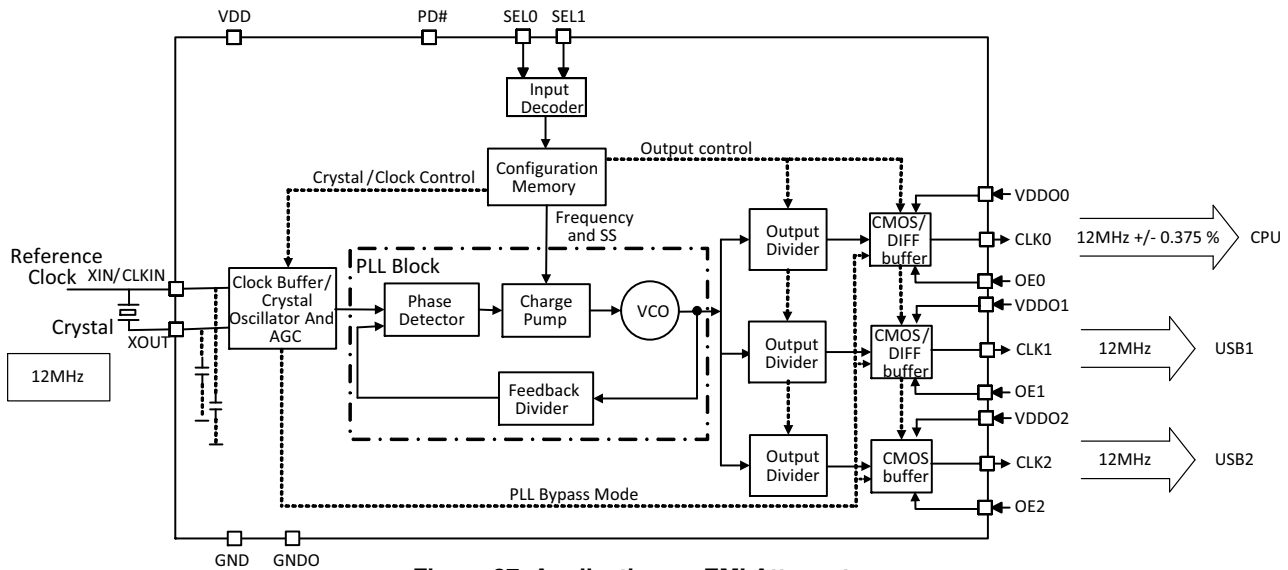 VDD
PD#
SEL0
SEL1
Input
Decoder
Output control
Configuration
Memory
Crystal /Clock Control
Frequency
and SS
VDDO0
Output
Divider
CMOS/
DIFF
buffer
CLK0
12MHz +/- 0.375 %
CPU
OE0
Reference
Clock
XIN/CLKIN
Crystal
XOUT
12MHz
Clock Buffer/
Crystal
Oscillator And
AGC
PLL Block
Phase
Detector
Charge
Pump
VCO
Feedback
Divider
VDDO1
Output
Divider
CMOS/
DIFF
buffer
CLK1
12MHz
USB1
OE1
VDDO2
Output
Divider
CMOS
buffer
CLK2
12MHz
USB2
OE2
PLL Bypass Mode
GND
GNDO